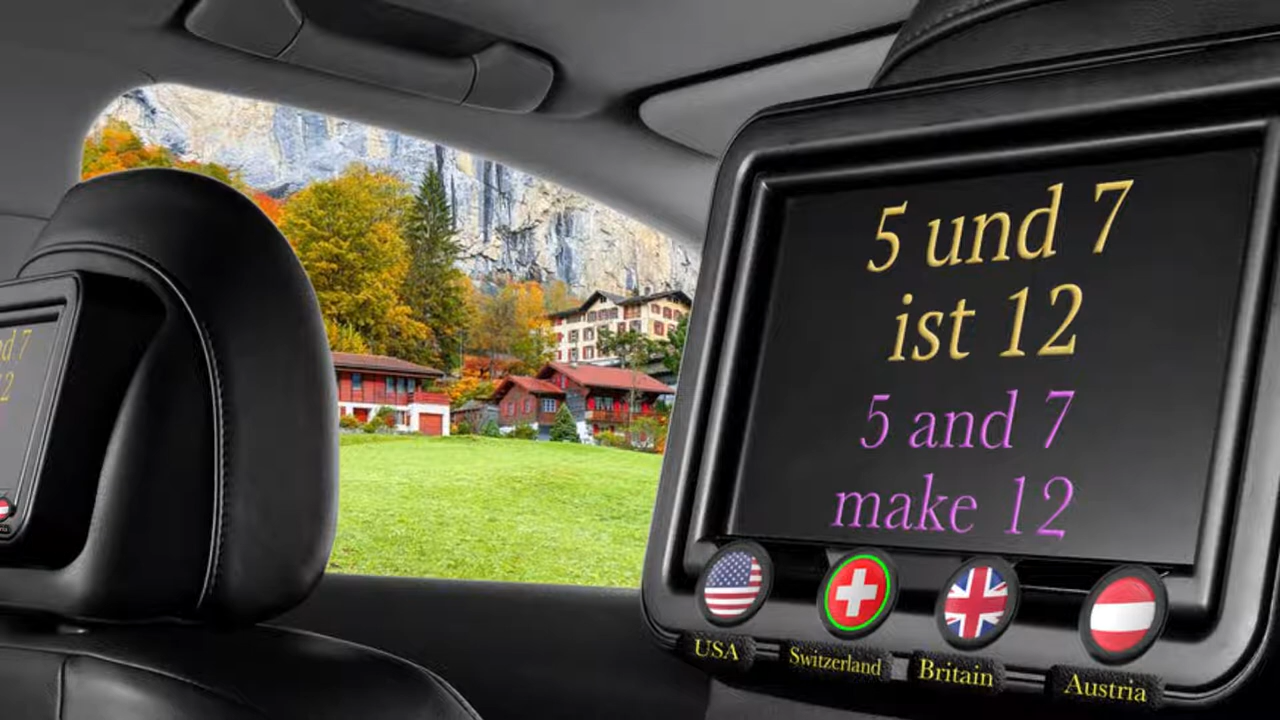 5 und 7
ist 12
5 and 7
make 12
USA
Switzerland
Britain
Austria